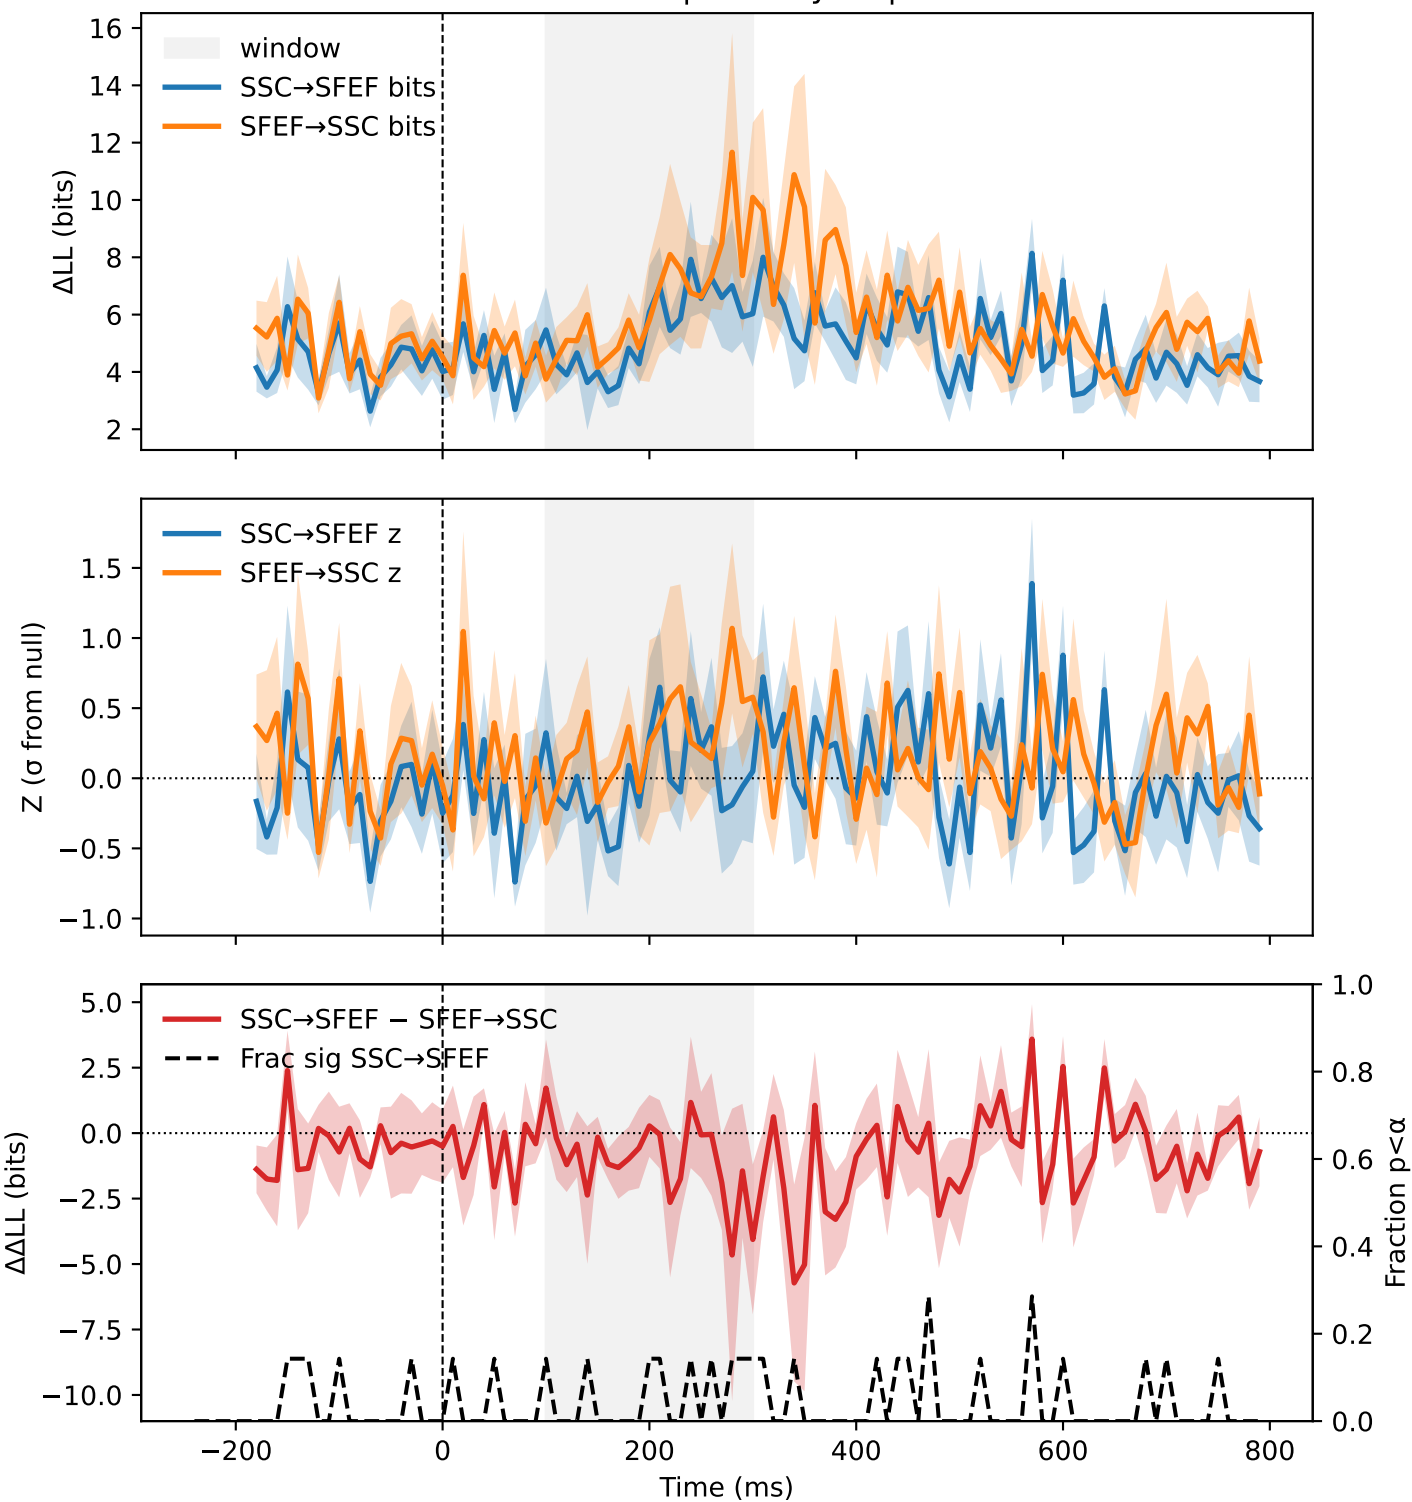 16
14
12
10
8
6
4
2
ΔLL (bits)
window
SSC→SFEF bits
SFEF→SSC bits
1.5
1.0
0.5
0.0
−0.5
−1.0
Z (σ from null)
SSC→SFEF z
SFEF→SSC z
5.0
2.5
0.0
−2.5
−5.0
−7.5
−10.0
ΔΔLL (bits)
SSC→SFEF − SFEF→SSC
Frac sig SSC→SFEF
1.0
0.8
0.6
0.4
0.2
0.0
Fraction p<α
−200
0
200
400
600
800
Time (ms)